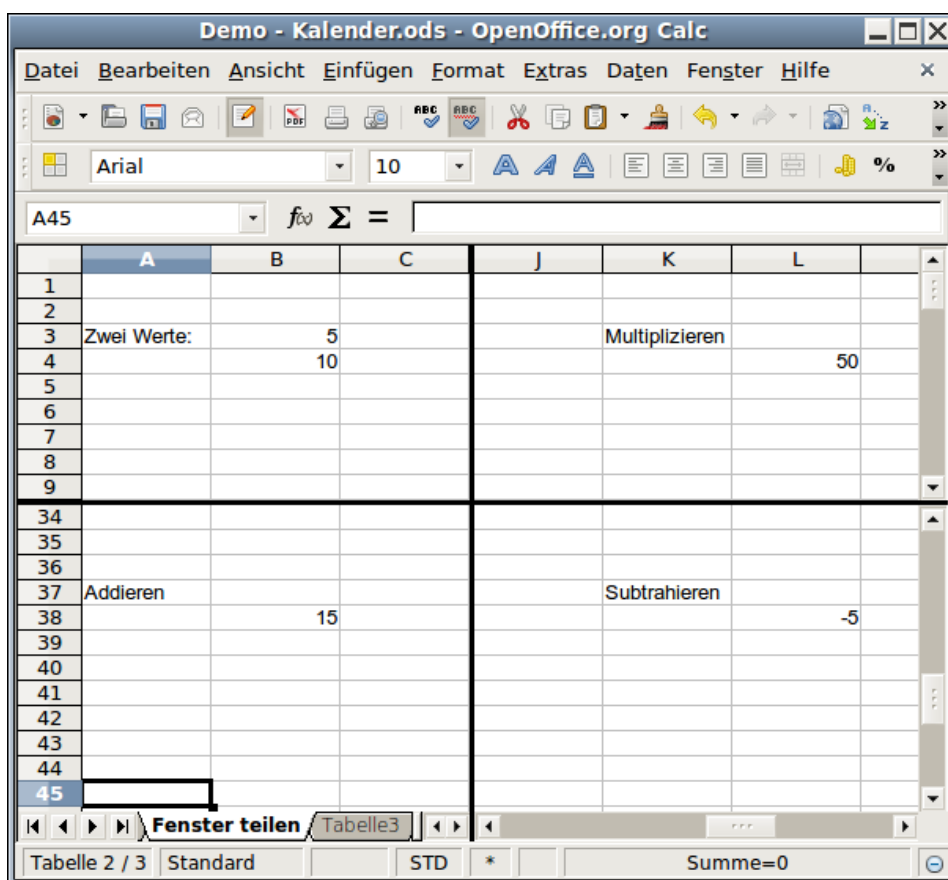 Demo - Kalender.ods - OpenOffice.org Calc
Datei Bearbeiten Ansicht Einfügen Format Extras Daten Fenster Hilfe
PDF ABC ABC
Arial 10 A A A %
A45 f(x) Σ =
A B C J K L
1
2
3 Zwei Werte: 5 Multiplizieren
4 10 50
5
6
7
8
9
34
35
36
37 Addieren Subtrahieren
38 15 -5
39
40
41
42
43
44
45
Fenster teilen Tabelle3
Tabelle 2 / 3 Standard STD * Summe=0